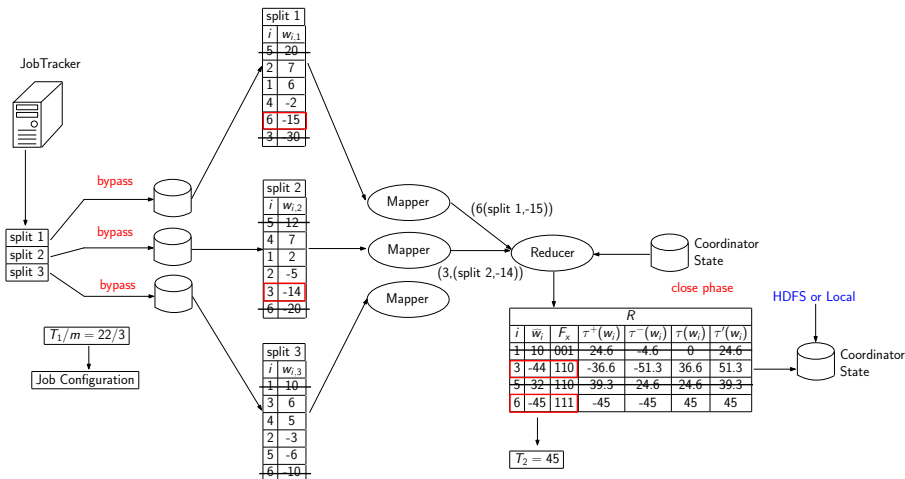 JobTracker
split 1
split 2
split 3
T₁/m = 22/3
Job Configuration
bypass
bypass
bypass
split 1
i w_{i,1}
5 20
2 7
1 6
4 -2
6 -15
3 -30
split 2
i w_{i,2}
5 12
4 7
1 2
2 -5
3 -14
6 -20
split 3
i w_{i,3}
1 10
3 6
4 5
2 -3
5 -6
6 -10
Mapper
Mapper
Mapper
(6(split 1,-15))
(3,(split 2,-14))
Reducer
Coordinator
State
close phase
R
i w̅ᵢ Fₓ τ⁺(wᵢ) τ⁻(wᵢ) τ(wᵢ) τ′(wᵢ)
1 10 001 24.6 -4.6 0 24.6
3 -44 110 -36.6 -51.3 36.6 51.3
5 32 110 39.3 24.6 24.6 39.3
6 -45 111 -45 -45 45 45
T₂ = 45
HDFS or Local
Coordinator
State